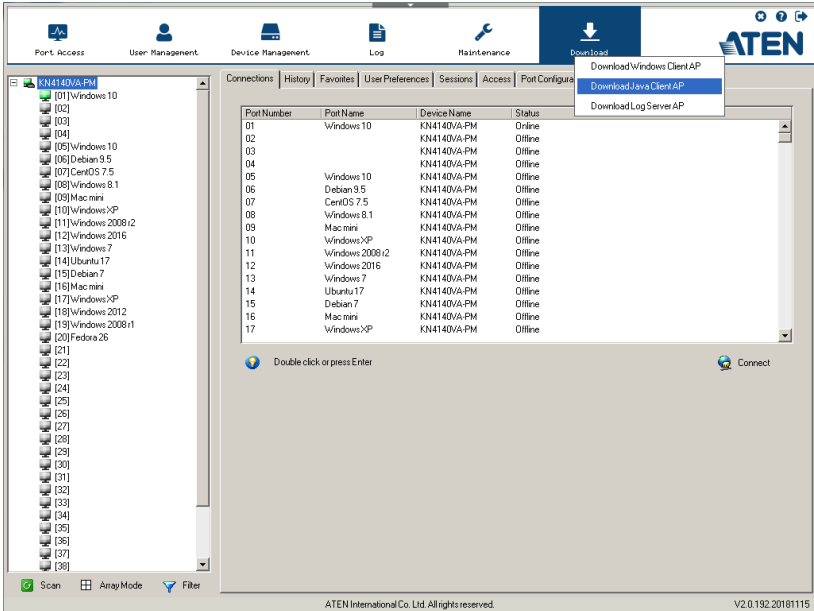 ATEN
Port Access User Management Device Management Log Maintenance Download
Download Windows Client AP
Download Java Client AP
Download Log Server AP
KN4140VA-PM
[01]Windows 10
[02]
[03]
[04]
[05]Windows 10
[06]Debian 9.5
[07]CentOS 7.5
[08]Windows 8.1
[09]Mac mini
[10]Windows XP
[11]Windows 2008 r2
[12]Windows 2016
[13]Windows 7
[14]Ubuntu 17
[15]Debian 7
[16]Mac mini
[17]Windows XP
[18]Windows 2012
[19]Windows 2008 r1
[20]Fedora 26
[21]
[22]
[23]
[24]
[25]
[26]
[27]
[28]
[29]
[30]
[31]
[32]
[33]
[34]
[35]
[36]
[37]
[38]
Scan Array Mode Filter
Connections History Favorites User Preferences Sessions Access Port Configura
Port Number Port Name Device Name Status
01 Windows 10 KN4140VA-PM Online
02 KN4140VA-PM Offline
03 KN4140VA-PM Offline
04 KN4140VA-PM Offline
05 Windows 10 KN4140VA-PM Offline
06 Debian 9.5 KN4140VA-PM Offline
07 CentOS 7.5 KN4140VA-PM Offline
08 Windows 8.1 KN4140VA-PM Offline
09 Mac mini KN4140VA-PM Offline
10 Windows XP KN4140VA-PM Offline
11 Windows 2008 r2 KN4140VA-PM Offline
12 Windows 2016 KN4140VA-PM Offline
13 Windows 7 KN4140VA-PM Offline
14 Ubuntu 17 KN4140VA-PM Offline
15 Debian 7 KN4140VA-PM Offline
16 Mac mini KN4140VA-PM Offline
17 Windows XP KN4140VA-PM Offline
Double click or press Enter Connect
ATEN International Co. Ltd. All rights reserved. V2.0.192.20181115